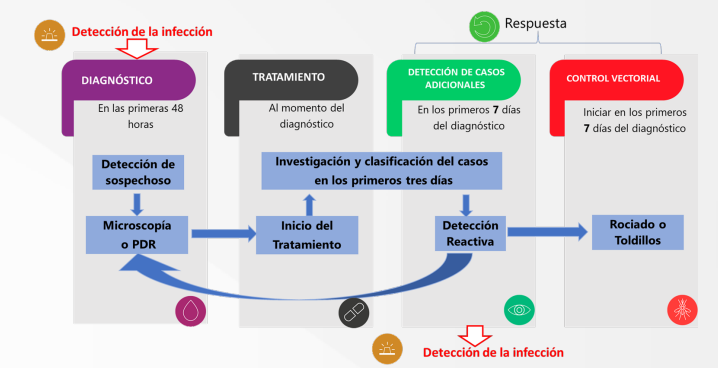 Detección de la infección
Respuesta
DIAGNÓSTICO
En las primeras 48
horas
TRATAMIENTO
Al momento del
diagnóstico
DETECCIÓN DE CASOS
ADICIONALES
En los primeros 7 días
del diagnóstico
CONTROL VECTORIAL
Iniciar en los primeros
7 días del diagnóstico
Detección de
sospechoso
Investigación y clasificación del casos
en los primeros tres días
Microscopía
o PDR
Inicio del
Tratamiento
Detección
Reactiva
Rociado o
Toldillos
Detección de la infección